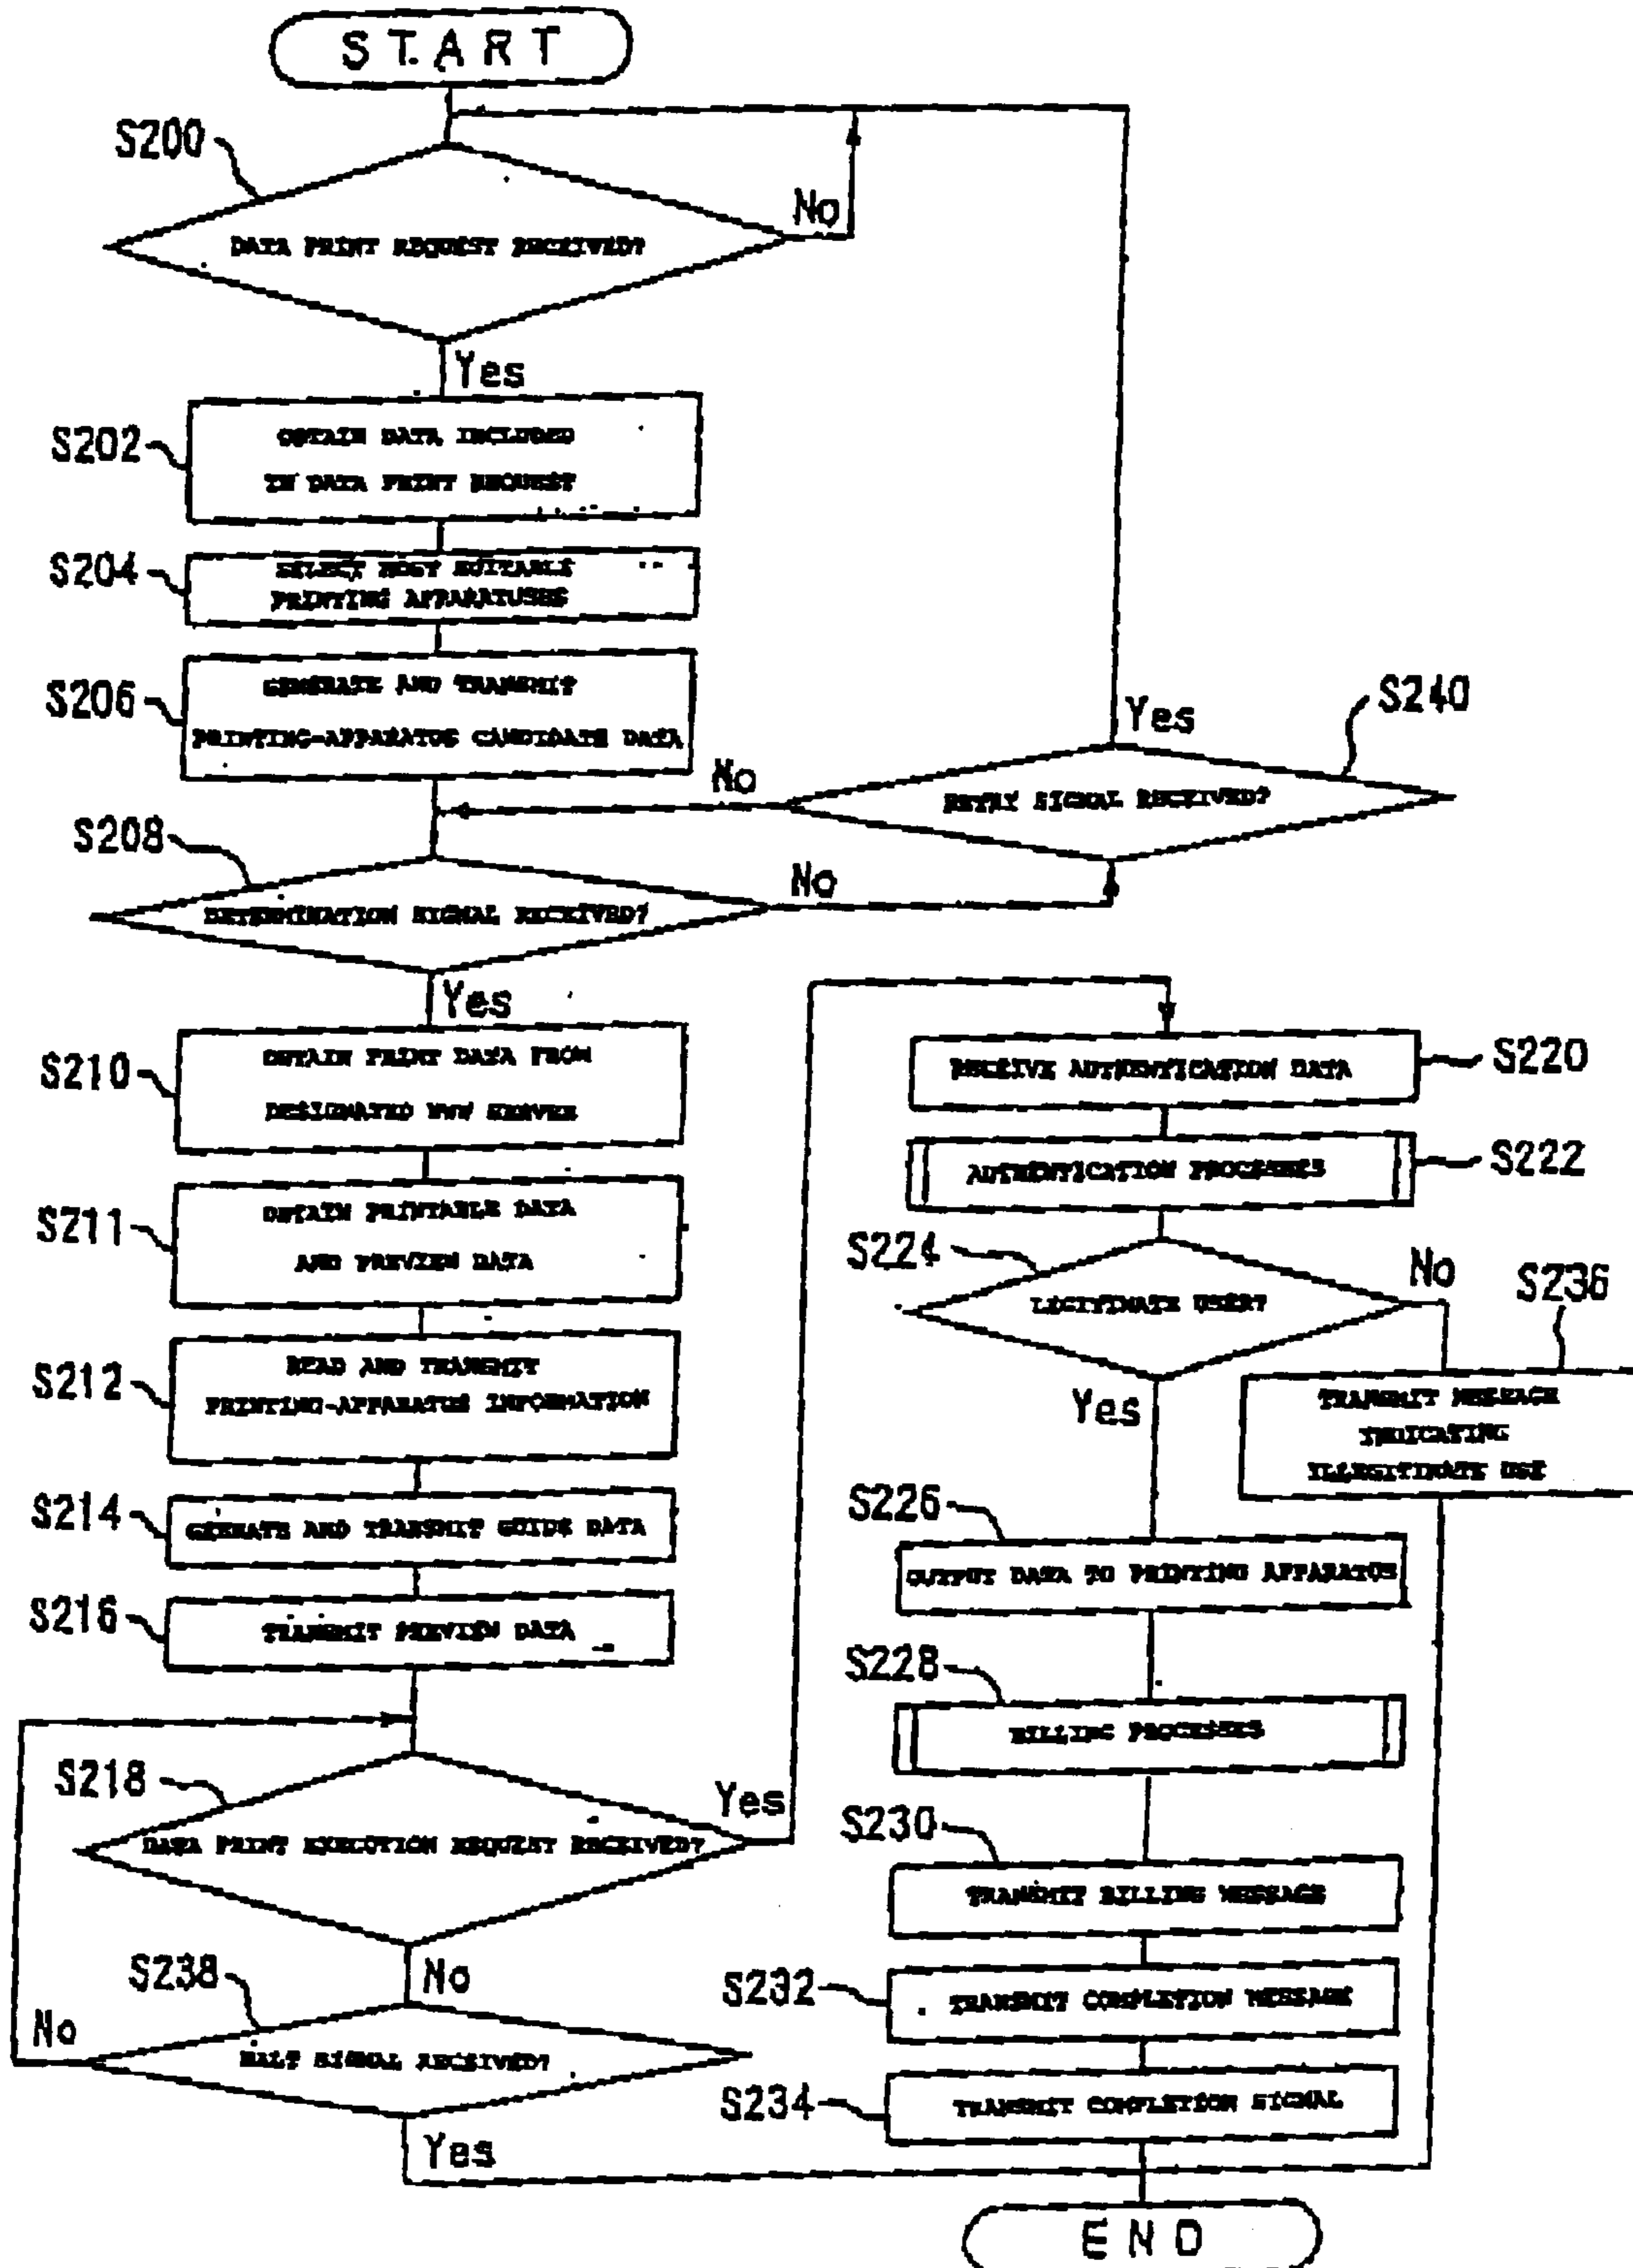 START
S200
DATA PRINT REQUEST RECEIVED?
No
Yes
S202
OBTAIN DATA INCLUDED
IN DATA PRINT REQUEST
S204
SELECT MOST SUITABLE
PRINTING APPARATUSES
S206
GENERATE AND TRANSMIT
PRINTING-APPARATUS CANDIDATE DATA
S240
Yes
No
RETRY SIGNAL RECEIVED?
S208
No
DETERMINATION SIGNAL RECEIVED?
Yes
S210
OBTAIN PRINT DATA FROM
DESIGNATED WWW SERVER
S211
OBTAIN PRINTABLE DATA
AND PREVIEW DATA
S212
READ AND TRANSMIT
PRINTING-APPARATUS INFORMATION
S214
GENERATE AND TRANSMIT GUIDE DATA
S216
TRANSMIT PREVIEW DATA
S218
Yes
DATA PRINT EXECUTION REQUEST RECEIVED?
No
S238
No
HALT SIGNAL RECEIVED?
Yes
RECEIVE AUTHENTICATION DATA
S220
AUTHENTICATION PROCESSES
S222
S224
No
LEGITIMATE USER?
Yes
S236
TRANSMIT MESSAGE
INDICATING
ILLEGITIMATE USE
S226
OUTPUT DATA TO PRINTING APPARATUS
S228
BILLING PROCESSES
S230
TRANSMIT BILLING MESSAGE
S232
TRANSMIT COMPLETION MESSAGE
S234
TRANSMIT COMPLETION SIGNAL
END